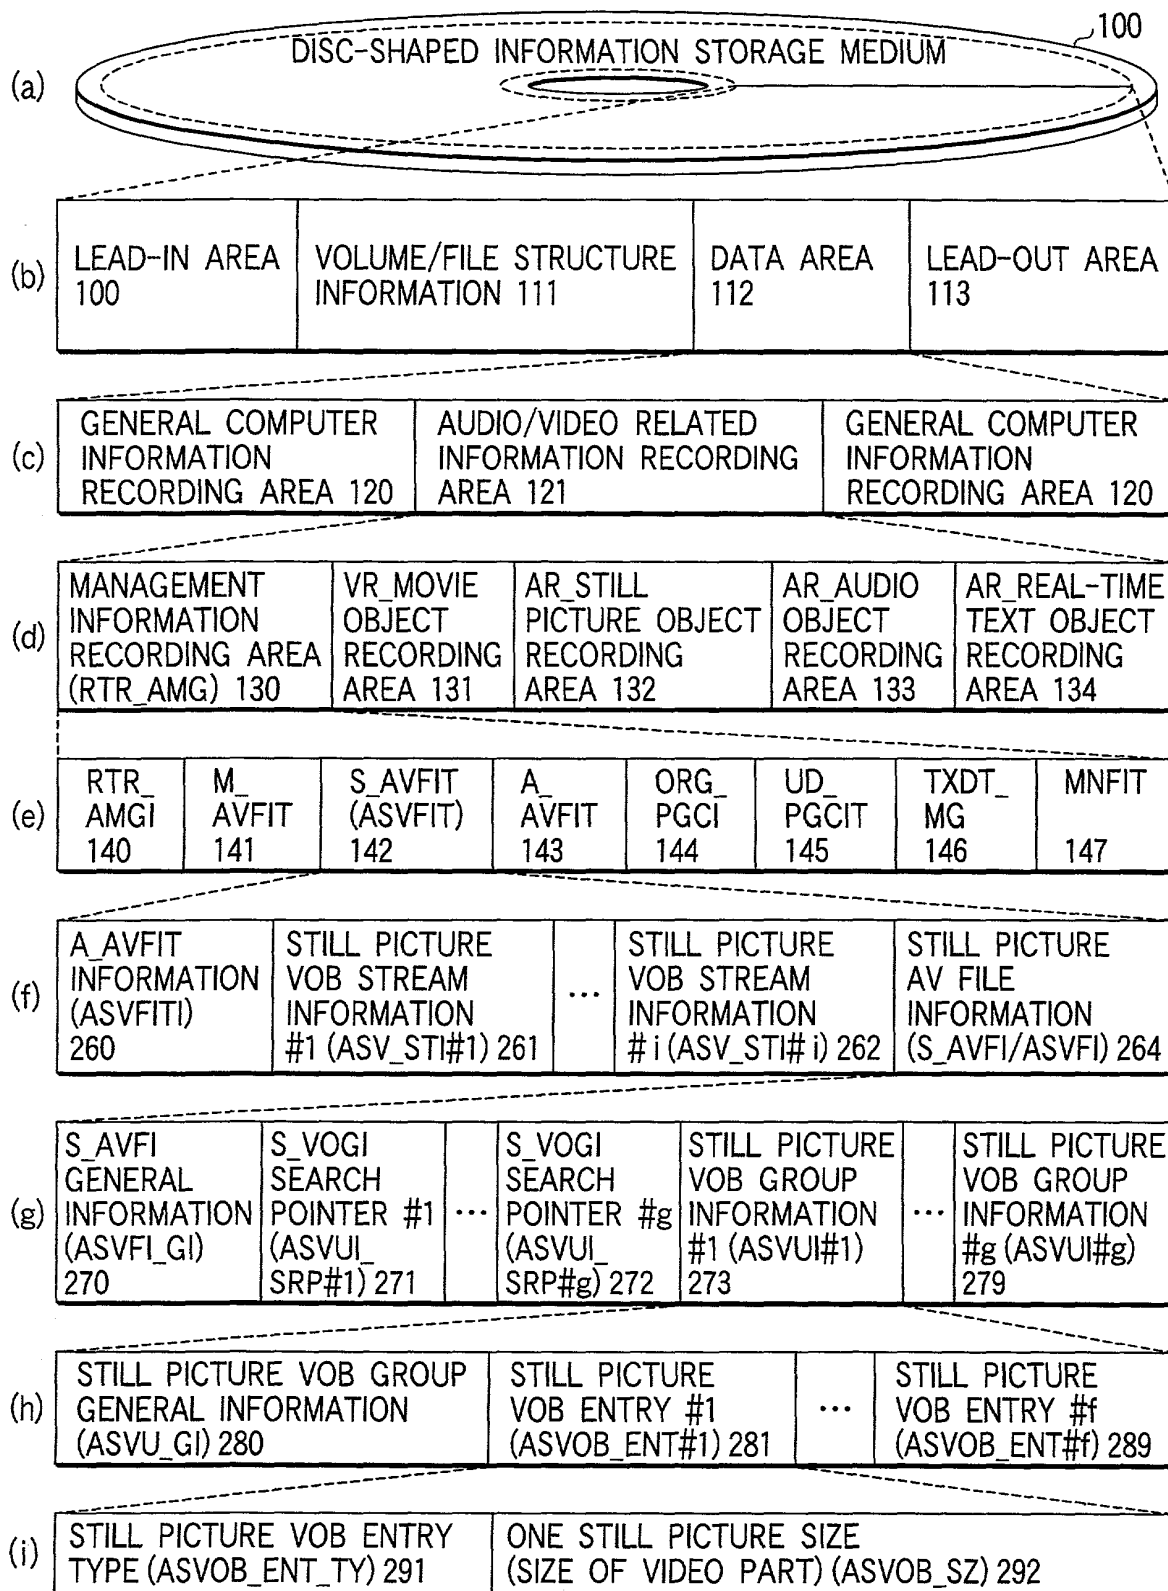 100
DISC-SHAPED INFORMATION STORAGE MEDIUM
(a)
(b)
LEAD-IN AREA
100
VOLUME/FILE STRUCTURE
INFORMATION 111
DATA AREA
112
LEAD-OUT AREA
113
(c)
GENERAL COMPUTER
INFORMATION
RECORDING AREA 120
AUDIO/VIDEO RELATED
INFORMATION RECORDING
AREA 121
GENERAL COMPUTER
INFORMATION
RECORDING AREA 120
(d)
MANAGEMENT
INFORMATION
RECORDING AREA
(RTR_AMG) 130
VR_MOVIE
OBJECT
RECORDING
AREA 131
AR_STILL
PICTURE OBJECT
RECORDING
AREA 132
AR_AUDIO
OBJECT
RECORDING
AREA 133
AR_REAL-TIME
TEXT OBJECT
RECORDING
AREA 134
(e)
RTR_
AMGI
140
M_
AVFIT
141
S_AVFIT
(ASVFIT)
142
A_
AVFIT
143
ORG_
PGCI
144
UD_
PGCIT
145
TXDT_
MG
146
MNFIT
147
(f)
A_AVFIT
INFORMATION
(ASVFITI)
260
STILL PICTURE
VOB STREAM
INFORMATION
#1 (ASV_STI#1) 261
...
STILL PICTURE
VOB STREAM
INFORMATION
# i (ASV_STI# i) 262
STILL PICTURE
AV FILE
INFORMATION
(S_AVFI/ASVFI) 264
(g)
S_AVFI
GENERAL
INFORMATION
(ASVFI_GI)
270
S_VOGI
SEARCH
POINTER #1
(ASVUI_
SRP#1) 271
...
S_VOGI
SEARCH
POINTER #g
(ASVUI_
SRP#g) 272
STILL PICTURE
VOB GROUP
INFORMATION
#1 (ASVUI#1)
273
...
STILL PICTURE
VOB GROUP
INFORMATION
#g (ASVUI#g)
279
(h)
STILL PICTURE VOB GROUP
GENERAL INFORMATION
(ASVU_GI) 280
STILL PICTURE
VOB ENTRY #1
(ASVOB_ENT#1) 281
...
STILL PICTURE
VOB ENTRY #f
(ASVOB_ENT#f) 289
(i)
STILL PICTURE VOB ENTRY
TYPE (ASVOB_ENT_TY) 291
ONE STILL PICTURE SIZE
(SIZE OF VIDEO PART) (ASVOB_SZ) 292